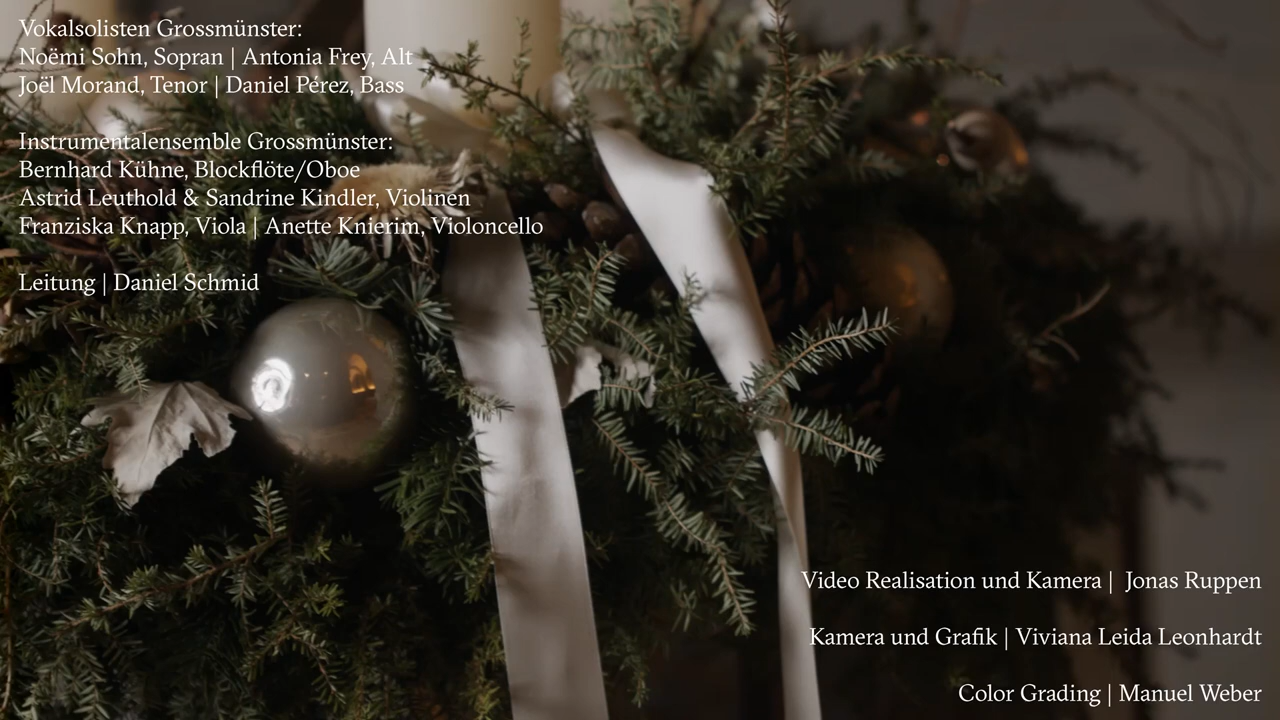 Vokalsolisten Grossmünster:
Noëmi Sohn, Sopran | Antonia Frey, Alt
Joël Morand, Tenor | Daniel Pérez, Bass
Instrumentalensemble Grossmünster:
Bernhard Kühne, Blockflöte/Oboe
Astrid Leuthold & Sandrine Kindler, Violinen
Franziska Knapp, Viola | Anette Knierim, Violoncello
Leitung | Daniel Schmid
Video Realisation und Kamera | Jonas Ruppen
Kamera und Grafik | Viviana Leida Leonhardt
Color Grading | Manuel Weber